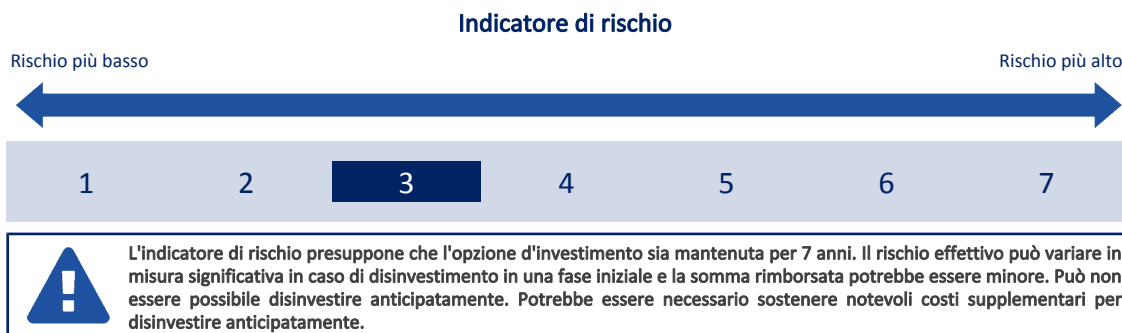 Indicatore di rischio
Rischio più basso
Rischio più alto
1 2 3 4 5 6 7
L'indicatore di rischio presuppone che l'opzione d'investimento sia mantenuta per 7 anni. Il rischio effettivo può variare in
misura significativa in caso di disinvestimento in una fase iniziale e la somma rimborsata potrebbe essere minore. Può non
essere possibile disinvestire anticipatamente. Potrebbe essere necessario sostenere notevoli costi supplementari per
disinvestire anticipatamente.